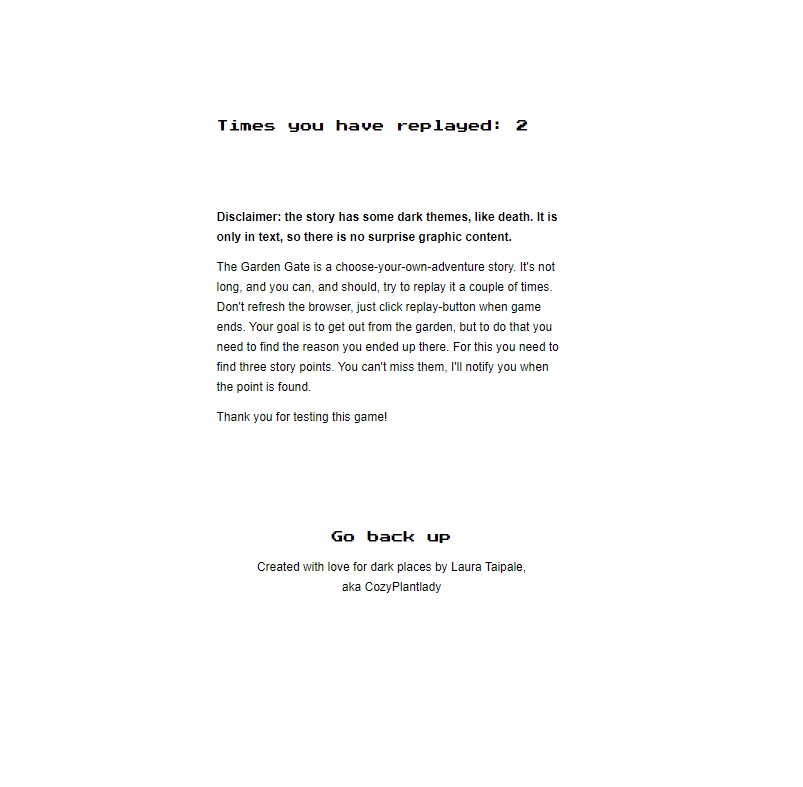 Times you have replayed: 2
Disclaimer: the story has some dark themes, like death. It is
only in text, so there is no surprise graphic content.
The Garden Gate is a choose-your-own-adventure story. It's not
long, and you can, and should, try to replay it a couple of times.
Don't refresh the browser, just click replay-button when game
ends. Your goal is to get out from the garden, but to do that you
need to find the reason you ended up there. For this you need to
find three story points. You can't miss them, I'll notify you when
the point is found.
Thank you for testing this game!
Go back up
Created with love for dark places by Laura Taipale,
aka CozyPlantlady